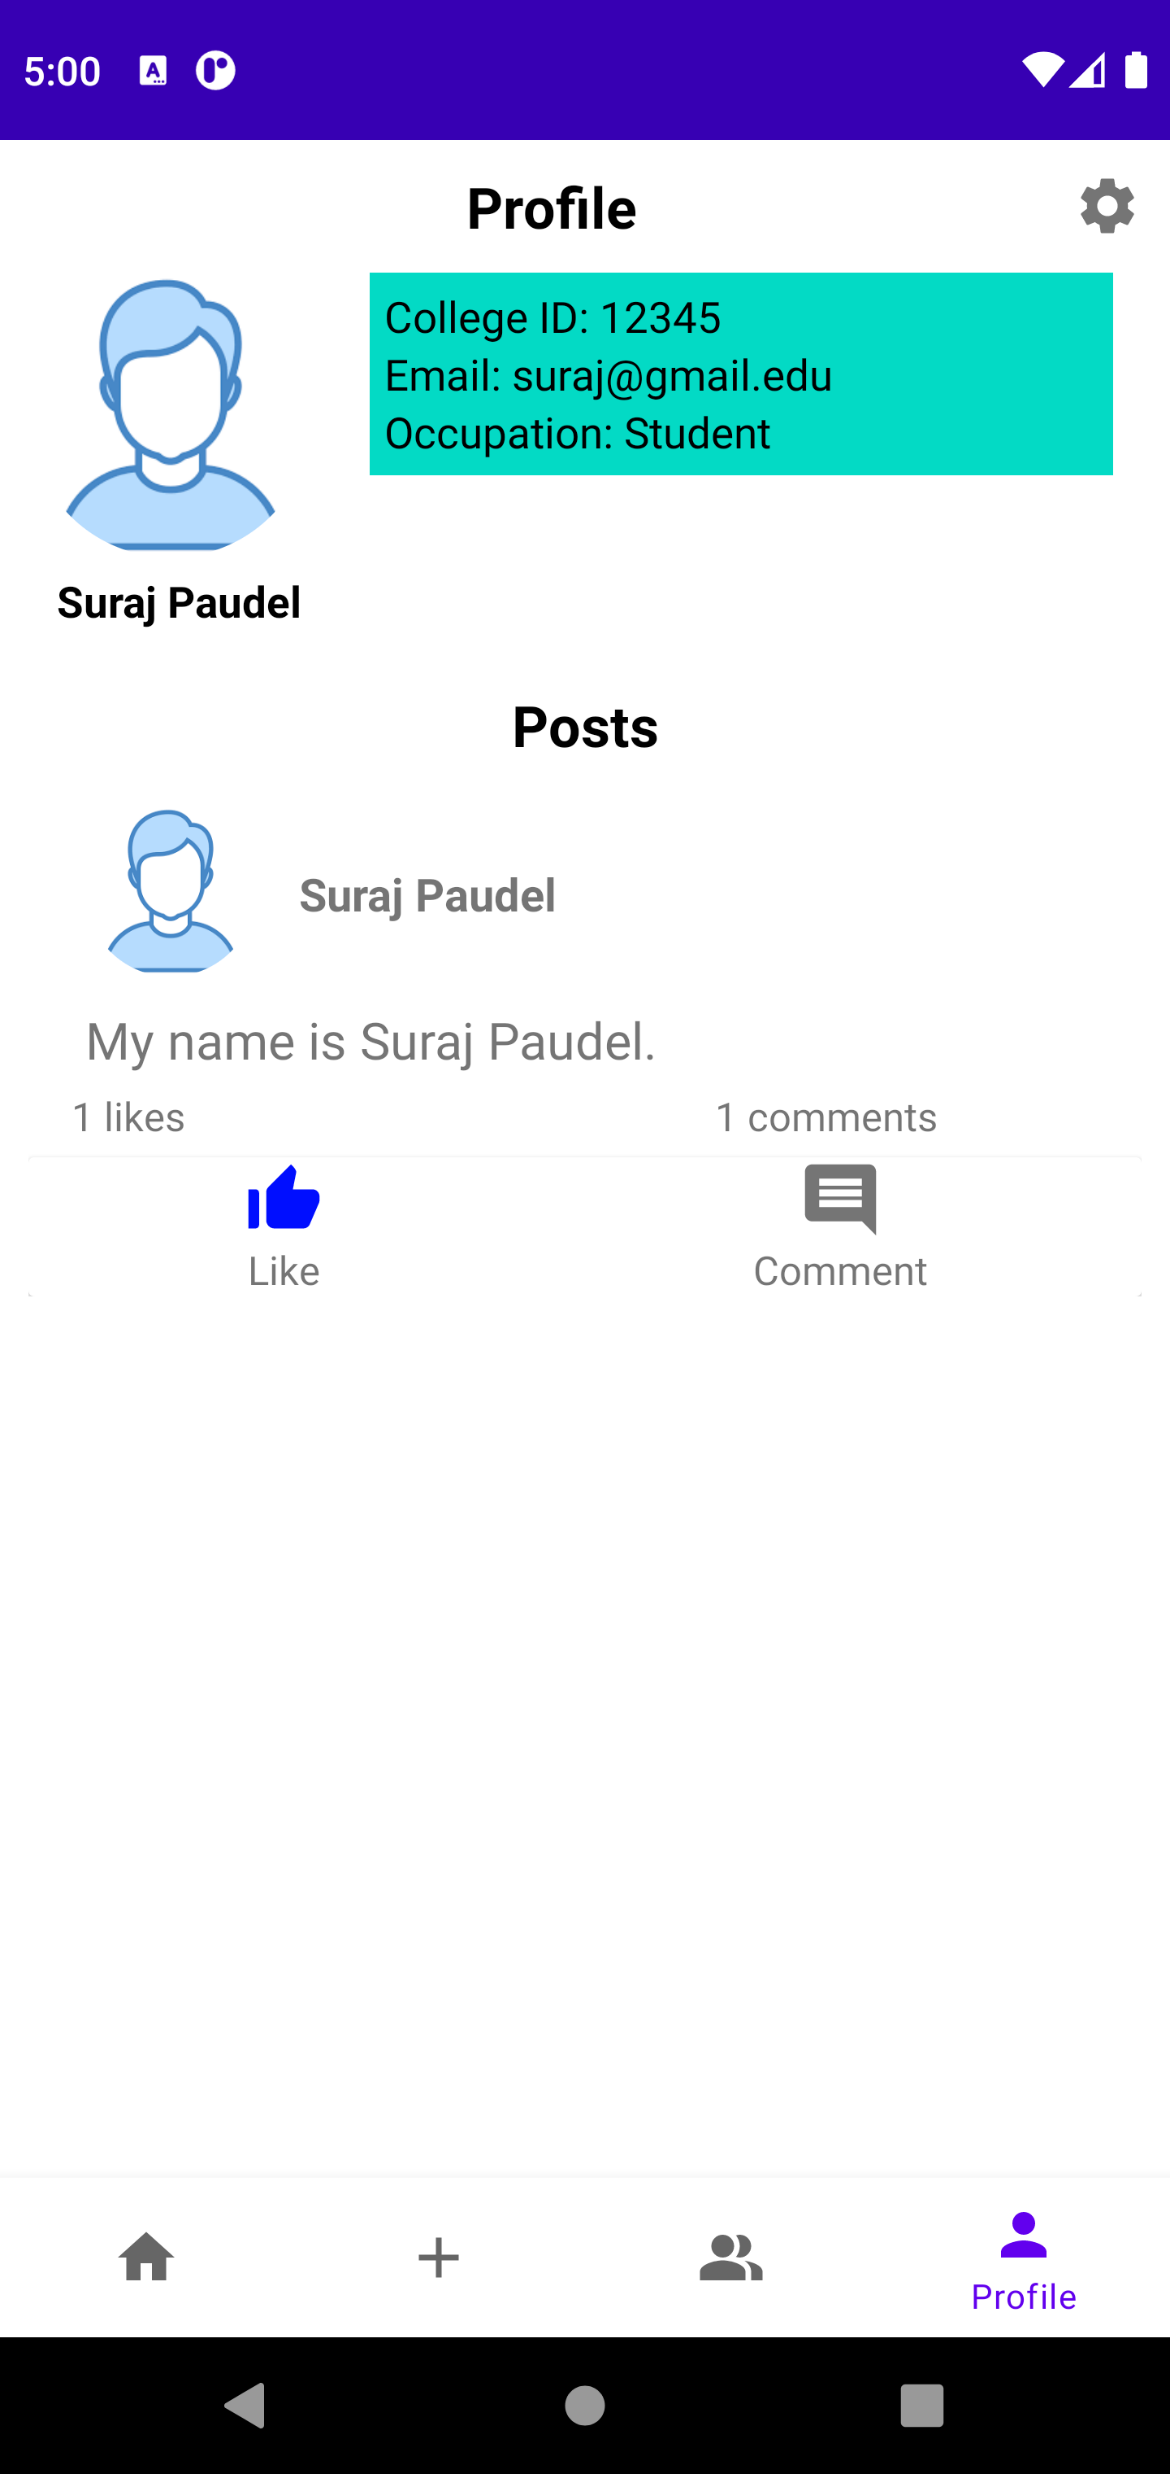 5:00
Profile
College ID: 12345
Email: suraj@gmail.edu
Occupation: Student
Suraj Paudel
Posts
Suraj Paudel
My name is Suraj Paudel.
1 likes 1 comments
Like Comment
Profile